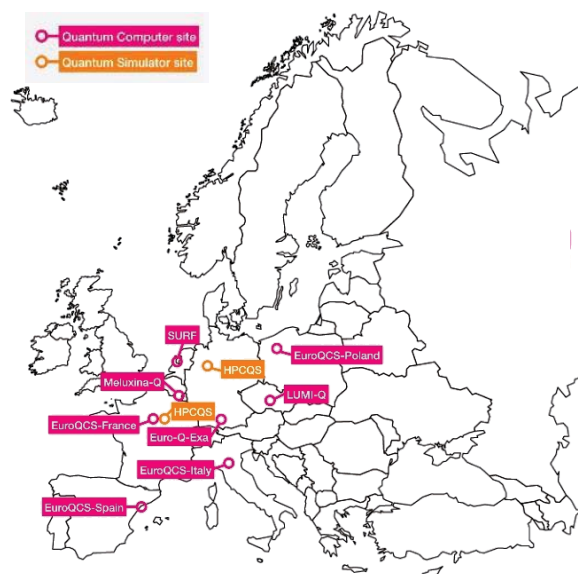 Quantum Computer site
Quantum Simulator site
SURF
EuroQCS-Poland
HPCQS
Meluxina-Q
LUMI-Q
HPCQS
EuroQCS-France
Euro-Q-Exa
EuroQCS-Italy
EuroQCS-Spain